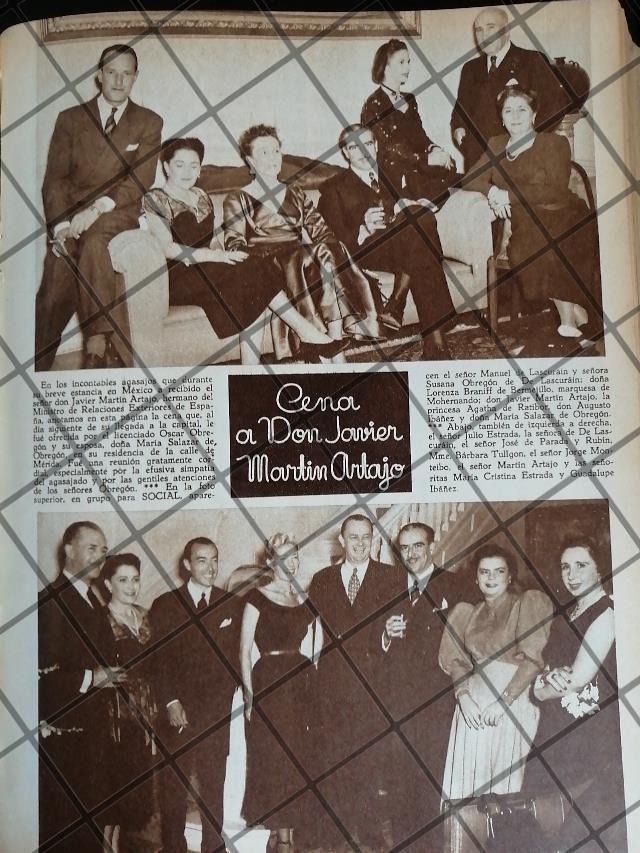 En los incontables agasajos que durante
su breve estancia en México a recibido el
señor don Javier Martín Artajo, hermano del
Ministro de Relaciones Exteriores de Espa-
ña, anotamos en esta página la cena que, al
día siguiente de su llegada a la capital, le
fué ofrecida por el licenciado Oscar Obre-
gón y su esposa, doña María Salazar de
Obregón, en su residencia de la calle de
Mérida. Fué una reunión gratamente cor-
dial, especialmente por la efusiva simpatía
del agasajado y por las gentiles atenciones
de los señores Obregón. *** En la foto
superior, en grupo para SOCIAL, apare-
Cena
a Don Javier
Martin Artajo
cen el señor Manuel de Lascurain y señora
Susana Obregón de De Lascuráin; doña
Lorenza Braniff de Bermejillo, marquesa de
Mohernando; don Javier Martín Artajo, la
princesa Agatha de Ratibor, don Augusto
Ibáñez y doña María Salazar de Obregón.
** Abajo, también de izquierda a derecha,
el señor Julio Estrada, la señora de De Las-
curáin, el señor José de Parada y Rubín,
Mme. Bárbara Tullgon, el señor Jorge Mon-
teibo, el señor Martín Artajo y las seño-
ritas María Cristina Estrada y Guadalupe
Ibáñez.